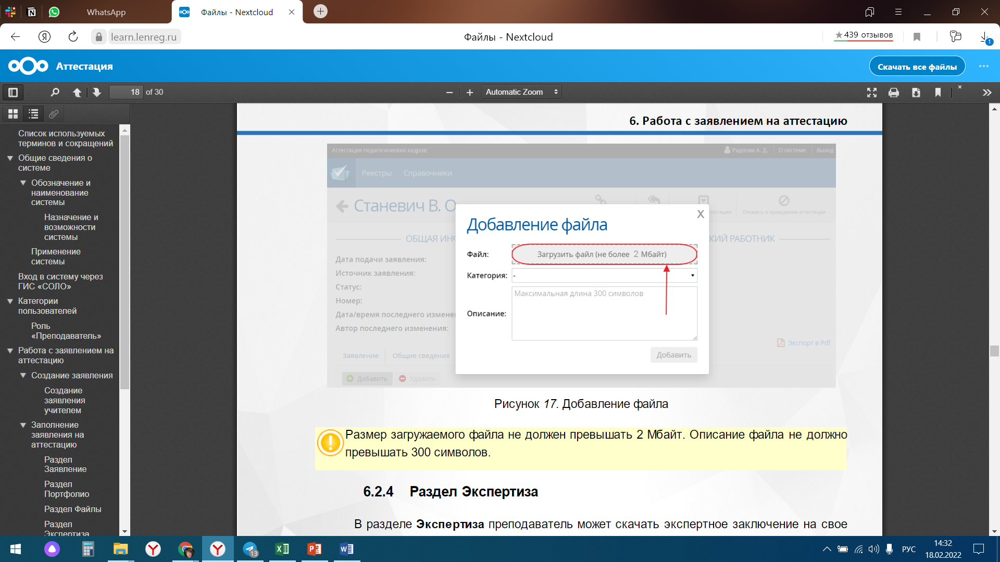 WhatsApp
Файлы - Nextcloud
learn.lenreg.ru
Файлы - Nextcloud
439 отзывов
1
Аттестация
Скачать все файлы
18 of 30
Automatic Zoom
Список используемых
терминов и сокращений
Общие сведения о
системе
Обозначение и
наименование
системы
Назначение и
возможности
системы
Применение
системы
Вход в систему через
ГИС «СОЛО»
Категории
пользователей
Роль
«Преподаватель»
Работа с заявлением на
аттестацию
Создание заявления
Создание
заявления
учителем
Заполнение
заявления на
аттестацию
Раздел
Заявление
Раздел
Портфолио
Раздел Файлы
Раздел
Экспертиза
6. Работа с заявлением на аттестацию
Аттестация педагогических кадров
Радлова А. Д.
О системе
Выход
Реестры
Справочники
Станевич В. О
ттестации
Отказать в проведении аттестации
ОБЩАЯ ИНФ
КИЙ РАБОТНИК
Дата подачи заявления:
Источник заявления:
Статус:
Номер:
Дата/время последнего изменен
Автор последнего изменения:
Экспорт в Pdf
Заявление
Общие сведения
Добавить
Удалить
Добавление файла
X
Файл:
Загрузить файл (не более 2 Мбайт)
Категория:
-
Описание:
Максимальная длина 300 символов
Добавить
Рисунок 17. Добавление файла
Размер загружаемого файла не должен превышать 2 Мбайт. Описание файла не должно
превышать 300 символов.
6.2.4 Раздел Экспертиза
В разделе Экспертиза преподаватель может скачать экспертное заключение на свое
13
РУС
14:32
18.02.2022